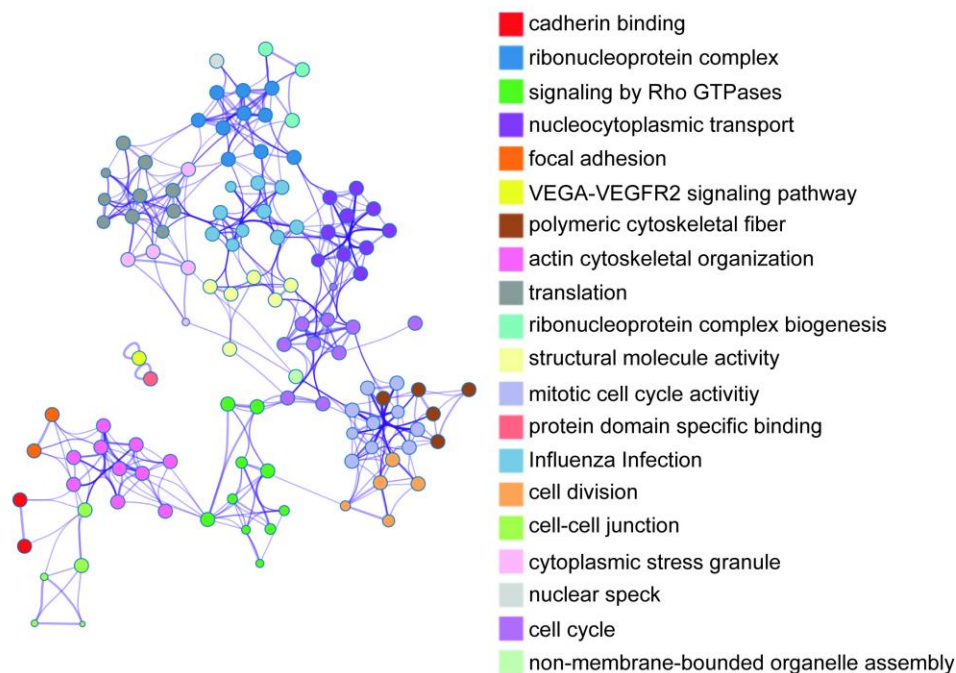 cadherin binding
ribonucleoprotein complex
signaling by Rho GTPases
nucleocytoplasmic transport
focal adhesion
VEGA-VEGFR2 signaling pathway
polymeric cytoskeletal fiber
actin cytoskeletal organization
translation
ribonucleoprotein complex biogenesis
structural molecule activity
mitotic cell cycle activitiy
protein domain specific binding
Influenza Infection
cell division
cell-cell junction
cytoplasmic stress granule
nuclear speck
cell cycle
non-membrane-bounded organelle assembly